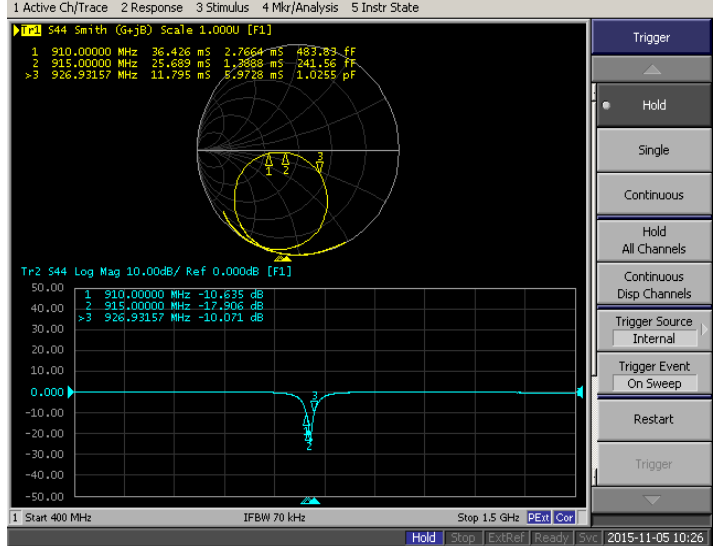 1 Active Ch/Trace 2 Response 3 Stimulus 4 Mkr/Analysis 5 Instr State
Tr1 S44 Smith (G+jB) Scale 1.000U [F1]
1 910.00000 MHz 36.426 mS 2.7664 mS 483.83 fF
2 915.00000 MHz 25.689 mS 1.3888 mS 241.56 fF
>3 926.93157 MHz 11.795 mS 5.9728 mS 1.0255 pF
3
1 2
Tr2 S44 Log Mag 10.00dB/ Ref 0.000dB [F1]
50.00
1 910.00000 MHz -10.635 dB
2 915.00000 MHz -17.906 dB
40.00
>3 926.93157 MHz -10.071 dB
30.00
20.00
10.00
0.000
3
-10.00
1
-20.00
2
-30.00
-40.00
-50.00
1 Start 400 MHz IFBW 70 kHz Stop 1.5 GHz PExt Cor
Trigger
Hold
Single
Continuous
Hold
All Channels
Continuous
Disp Channels
Trigger Source
Internal
Trigger Event
On Sweep
Restart
Trigger
Hold Stop ExtRef Ready Svc 2015-11-05 10:26